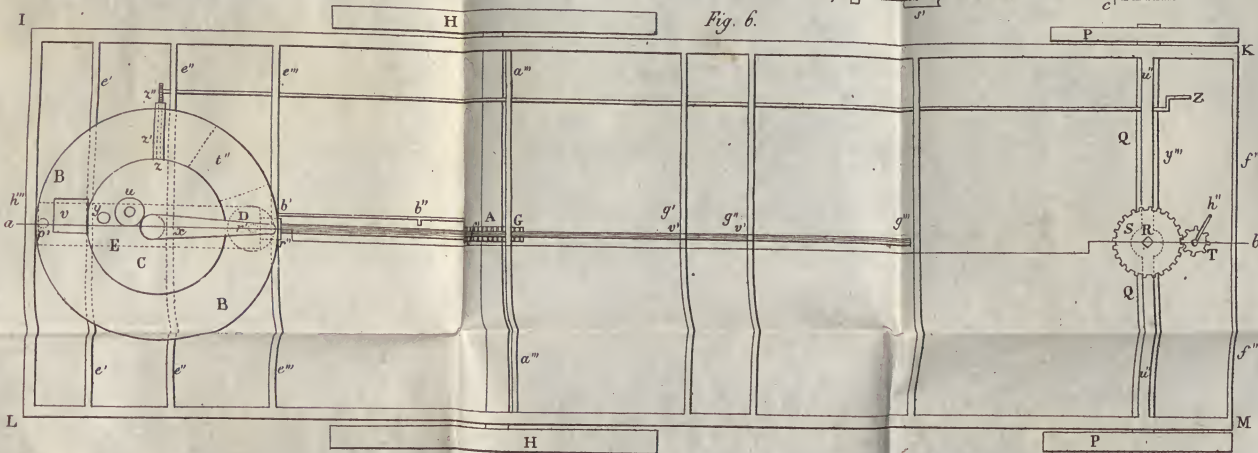 s' c
H Fig. 6. P
I K
e' e'' e''' a''' u'
z'' Z
z' Q y''' f''
B t''
z
h''' u b' b'' g' g'' g''' h''
a v y D A G v' v' S R b
E x r' r'' T
C
B Q
a''' f''
e' e'' e''' u'
L M
H P